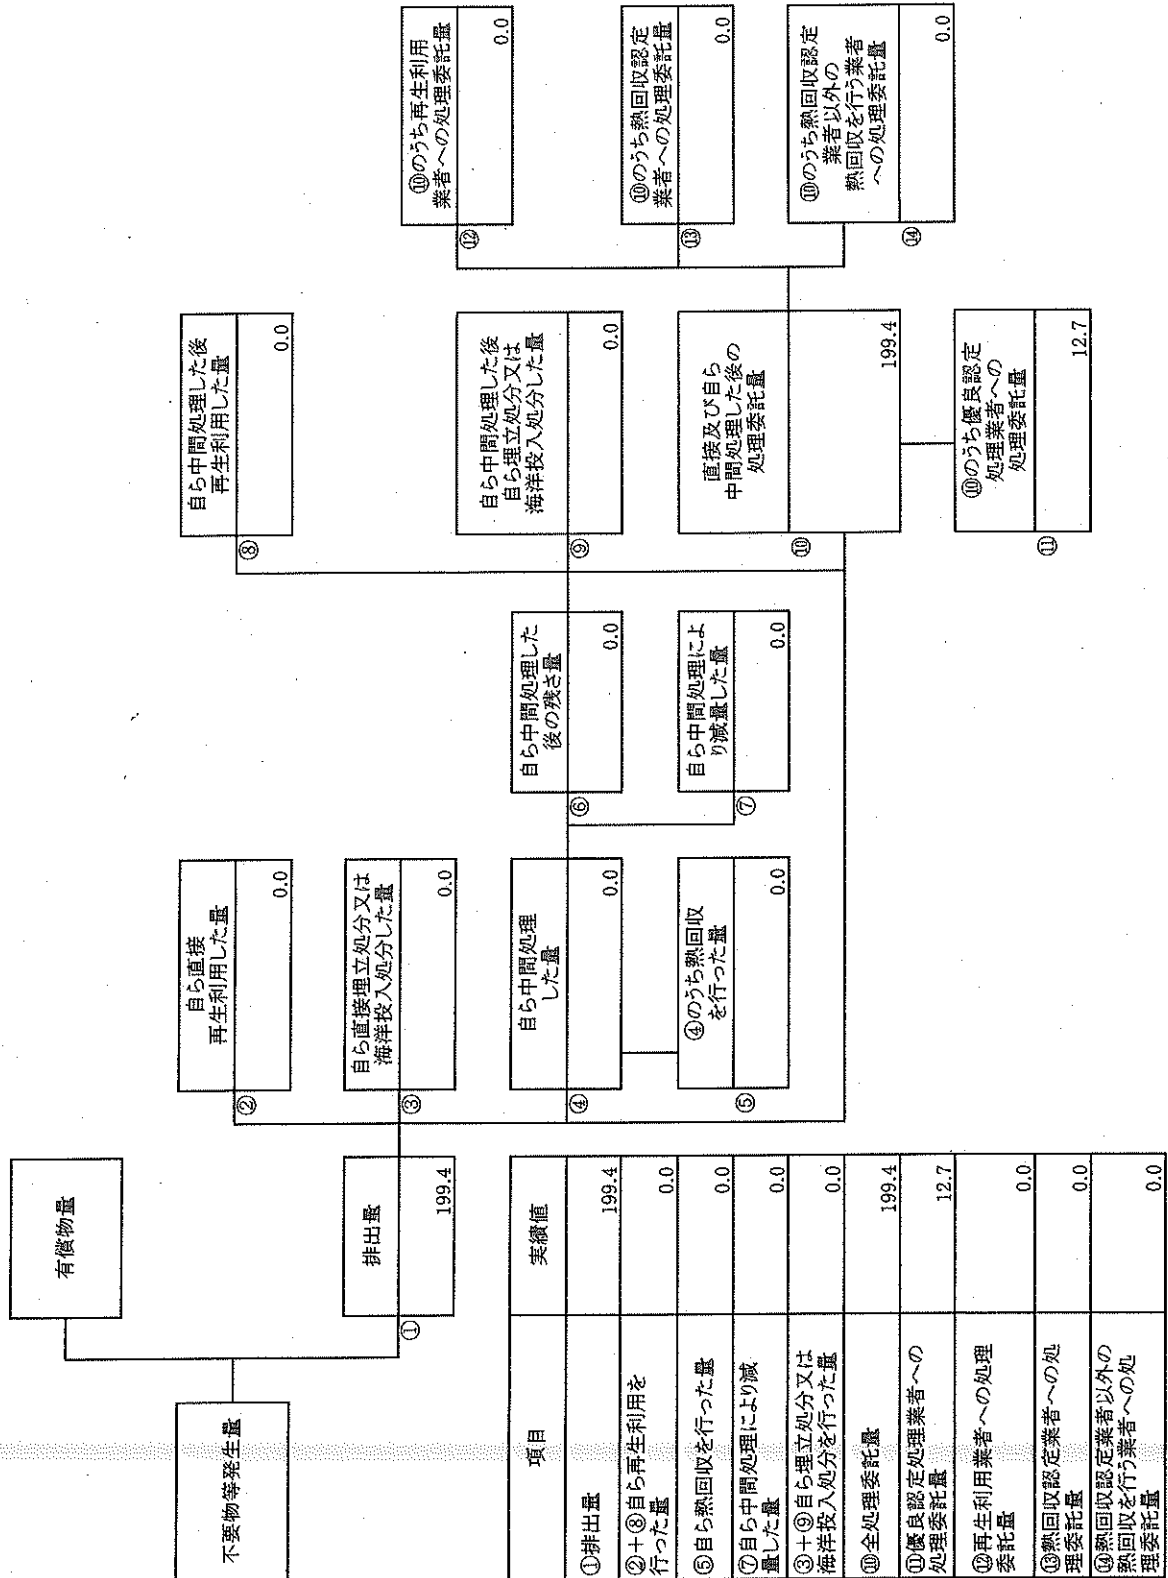 不要物等発生量
有償物量
排出量
①
199.4
自ら直接
再生利用した量
②
0.0
自ら直接埋立処分又は
海洋投入処分した量
③
0.0
自ら中間処理
した量
④
0.0
④のうち熱回収
を行った量
⑤
0.0
自ら中間処理した
後の残さ量
⑥
0.0
自ら中間処理によ
り減量した量
⑦
0.0
自ら中間処理した後
再生利用した量
⑧
0.0
自ら中間処理した後
自ら埋立処分又は
海洋投入処分した量
⑨
0.0
直接及び自ら
中間処理した後の
処理委託量
⑩
199.4
⑩のうち優良認定
処理業者への
処理委託量
⑪
12.7
⑩のうち再生利用
業者への処理委託量
⑫
0.0
⑩のうち熱回収認定
業者への処理委託量
⑬
0.0
⑩のうち熱回収認定
業者以外の
熱回収を行う業者
への処理委託量
⑭
0.0
項目 実績値
①排出量 199.4
②+⑧自ら再生利用を
行った量 0.0
⑤自ら熱回収を行った量 0.0
⑦自ら中間処理により減
量した量 0.0
③+⑨自ら埋立処分又は
海洋投入処分を行った量 0.0
⑩全処理委託量 199.4
⑪優良認定処理業者への
処理委託量 12.7
⑫再生利用業者への処理
委託量 0.0
⑬熱回収認定業者への処
理委託量 0.0
⑭熱回収認定業者以外の
熱回収を行う業者への処
理委託量 0.0